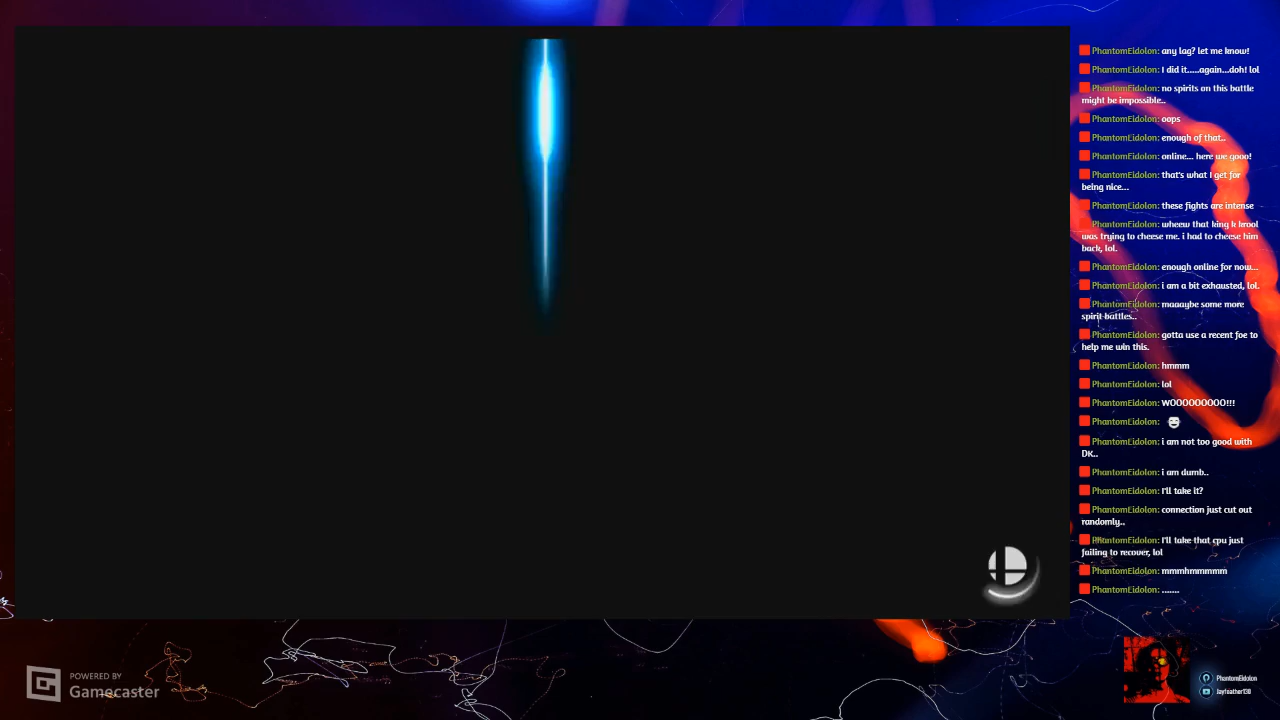 PhantomEidolon: any lag? let me know!
PhantomEidolon: I did it.....again...doh! lol
PhantomEidolon: no spirits on this battle
might be impossible..
PhantomEidolon: oops
PhantomEidolon: enough of that..
PhantomEidolon: online... here we gooo!
PhantomEidolon: that's what I get for
being nice...
PhantomEidolon: these fights are intense
PhantomEidolon: wheew that king k krool
was trying to cheese me. i had to cheese him
back, lol.
PhantomEidolon: enough online for now...
PhantomEidolon: i am a bit exhausted, lol.
PhantomEidolon: maaaybe some more
spirit battles..
PhantomEidolon: gotta use a recent foe to
help me win this.
PhantomEidolon: hmmm
PhantomEidolon: lol
PhantomEidolon: WOOOOOOOOO!!!
PhantomEidolon:
PhantomEidolon: i am not too good with
DK..
PhantomEidolon: i am dumb..
PhantomEidolon: I'll take it?
PhantomEidolon: connection just cut out
randomly..
PhantomEidolon: I'll take that cpu just
failing to recover, lol
PhantomEidolon: mmmhmmmmm
PhantomEidolon: .......
POWERED BY
Gamecaster
PhantomEidolon
Jayfeather130